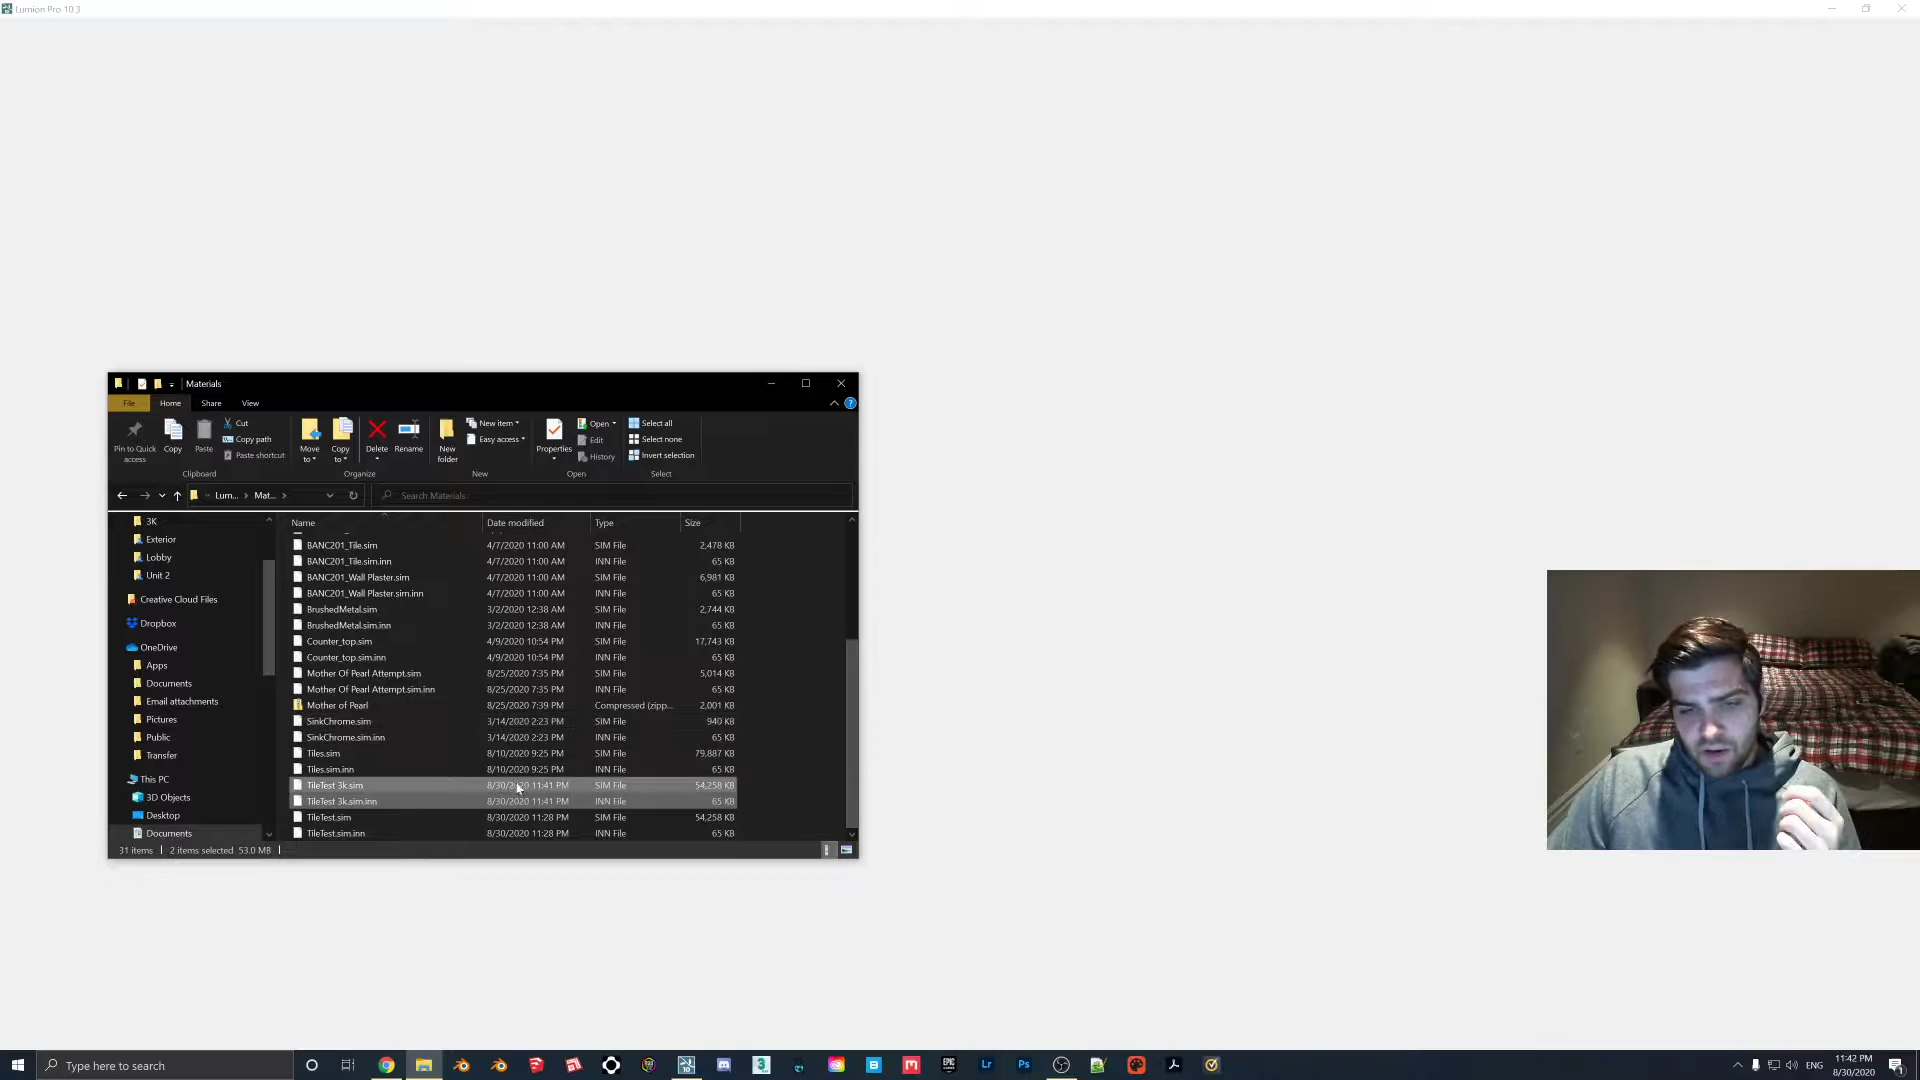 Lumion Pro 10.3
Materials
File Home Share View
Pin to Quick access
Copy
Paste
Cut
Copy path
Paste shortcut
Move to
Copy to
Delete
Rename
New folder
New item
Easy access
Properties
Open
Edit
History
Select all
Select none
Invert selection
Clipboard Organize New Open Select
Lum... Mat... Search Materials
3K
Exterior
Lobby
Unit 2
Creative Cloud Files
Dropbox
OneDrive
Apps
Documents
Email attachments
Pictures
Public
Transfer
This PC
3D Objects
Desktop
Documents
Name Date modified Type Size
BANC201_Tile.sim 4/7/2020 11:00 AM SIM File 2,478 KB
BANC201_Tile.sim.inn 4/7/2020 11:00 AM INN File 65 KB
BANC201_Wall Plaster.sim 4/7/2020 11:00 AM SIM File 6,981 KB
BANC201_Wall Plaster.sim.inn 4/7/2020 11:00 AM INN File 65 KB
BrushedMetal.sim 3/2/2020 12:38 AM SIM File 2,744 KB
BrushedMetal.sim.inn 3/2/2020 12:38 AM INN File 65 KB
Counter_top.sim 4/9/2020 10:54 PM SIM File 17,743 KB
Counter_top.sim.inn 4/9/2020 10:54 PM INN File 65 KB
Mother Of Pearl Attempt.sim 8/25/2020 7:35 PM SIM File 5,014 KB
Mother Of Pearl Attempt.sim.inn 8/25/2020 7:35 PM INN File 65 KB
Mother of Pearl 8/25/2020 7:39 PM Compressed (zipp... 2,001 KB
SinkChrome.sim 3/14/2020 2:23 PM SIM File 940 KB
SinkChrome.sim.inn 3/14/2020 2:23 PM INN File 65 KB
Tiles.sim 8/10/2020 9:25 PM SIM File 79,887 KB
Tiles.sim.inn 8/10/2020 9:25 PM INN File 65 KB
TileTest 3k.sim 8/30/2020 11:41 PM SIM File 54,258 KB
TileTest 3k.sim.inn 8/30/2020 11:41 PM INN File 65 KB
TileTest.sim 8/30/2020 11:28 PM SIM File 54,258 KB
TileTest.sim.inn 8/30/2020 11:28 PM INN File 65 KB
31 items 2 items selected. 53.0 MB
Type here to search
Lr
Ps
ENG
11:42 PM
8/30/2020